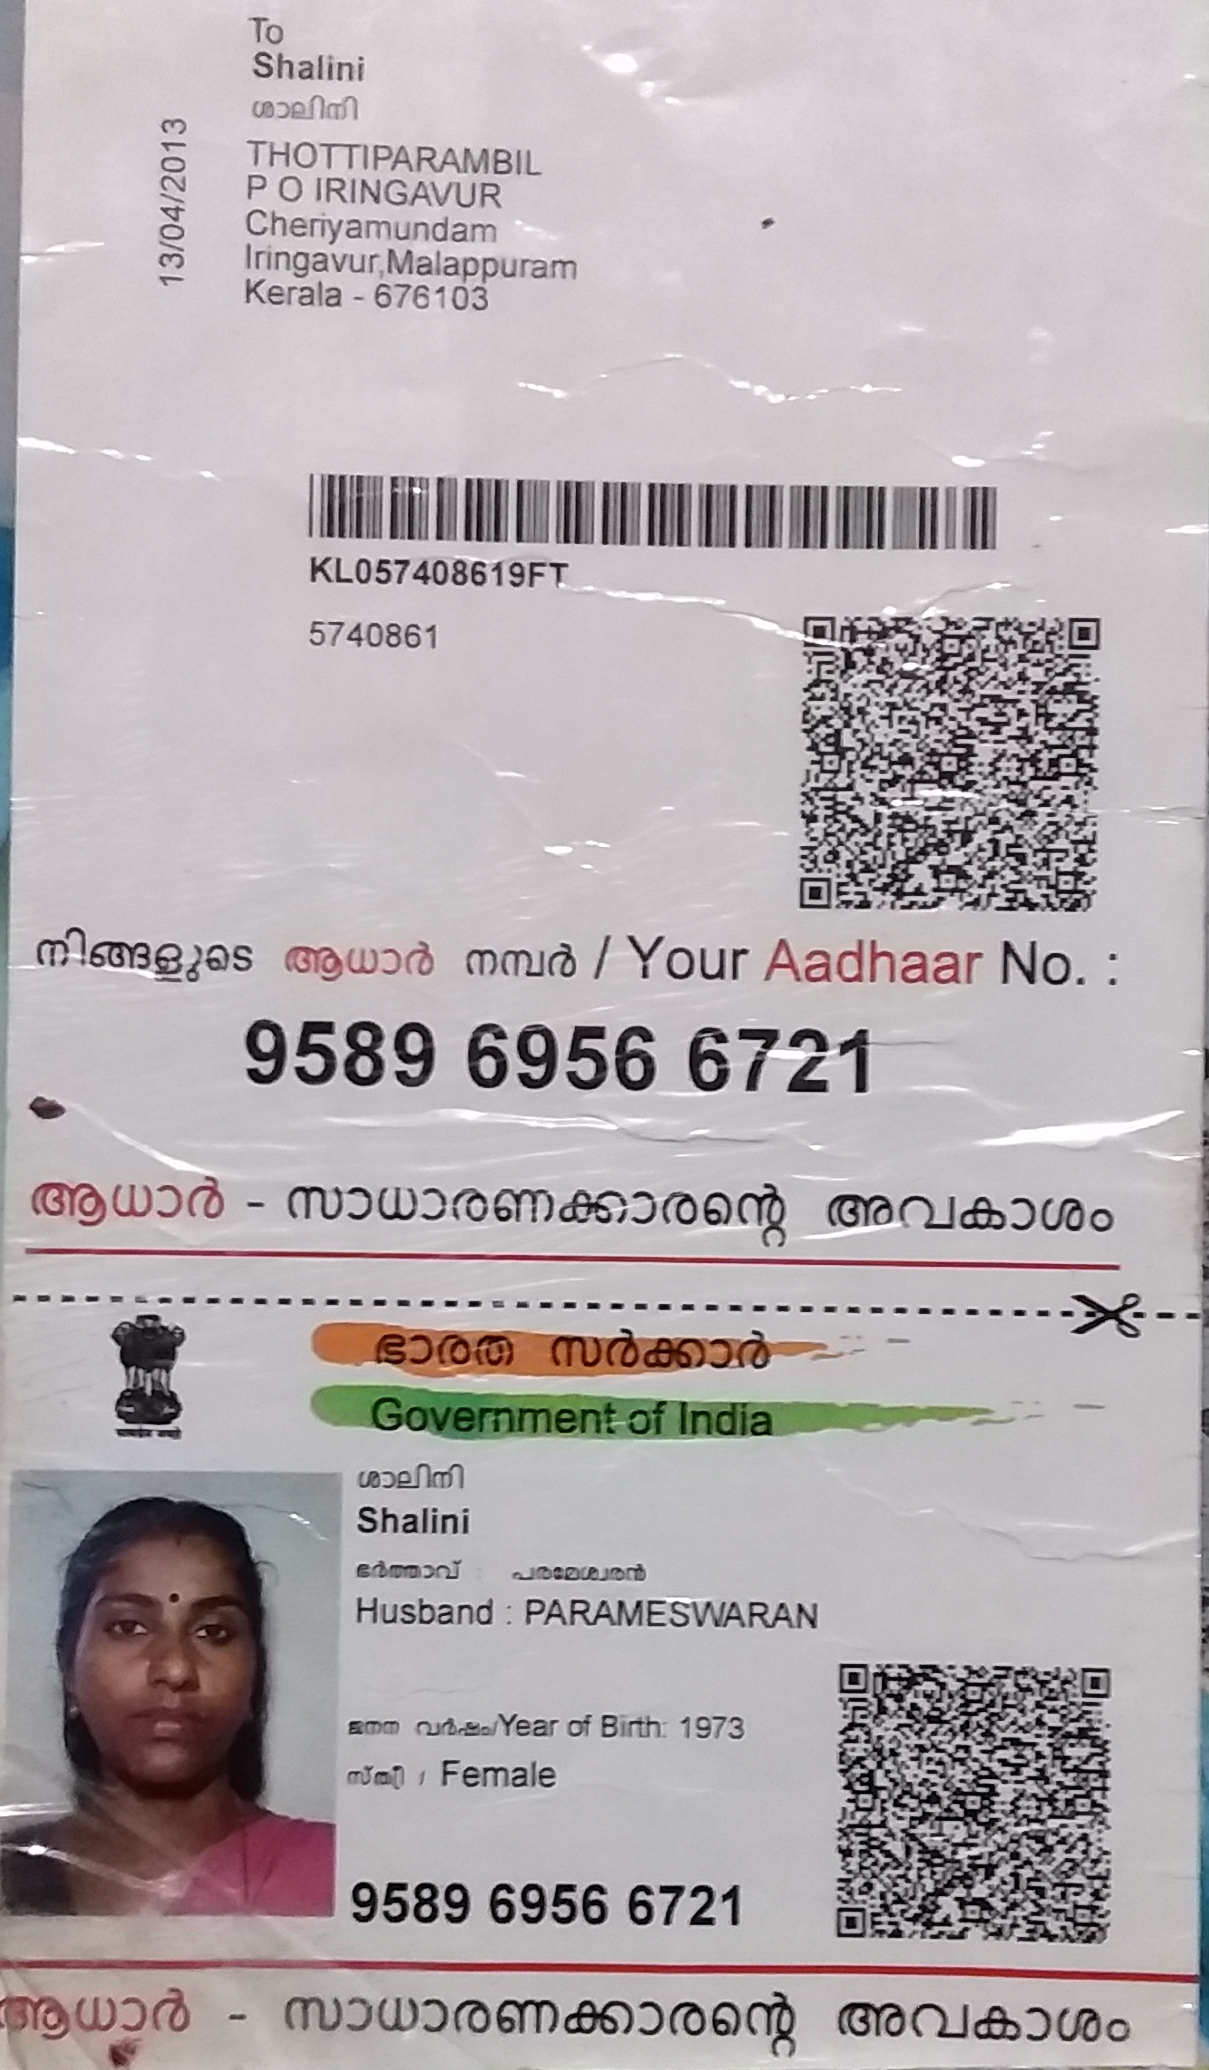 To
Shalini
ശാലിനി
THOTTIPARAMBIL
P O IRINGAVUR
Cheriyamundam
Iringavur,Malappuram
Kerala - 676103
13/04/2013
KL057408619FT
5740861
നിങ്ങളുടെ ആധാർ നമ്പർ / Your Aadhaar No. :
9589 6956 6721
ആധാർ - സാധാരണക്കാരന്റെ അവകാശം
ഭാരത സർക്കാർ
Government of India
ശാലിനി
Shalini
ഭർത്താവ് : പരമേശ്വരൻ
Husband : PARAMESWARAN
ജനന വർഷം/Year of Birth: 1973
സ്ത്രീ / Female
9589 6956 6721
ആധാർ - സാധാരണക്കാരന്റെ അവകാശം